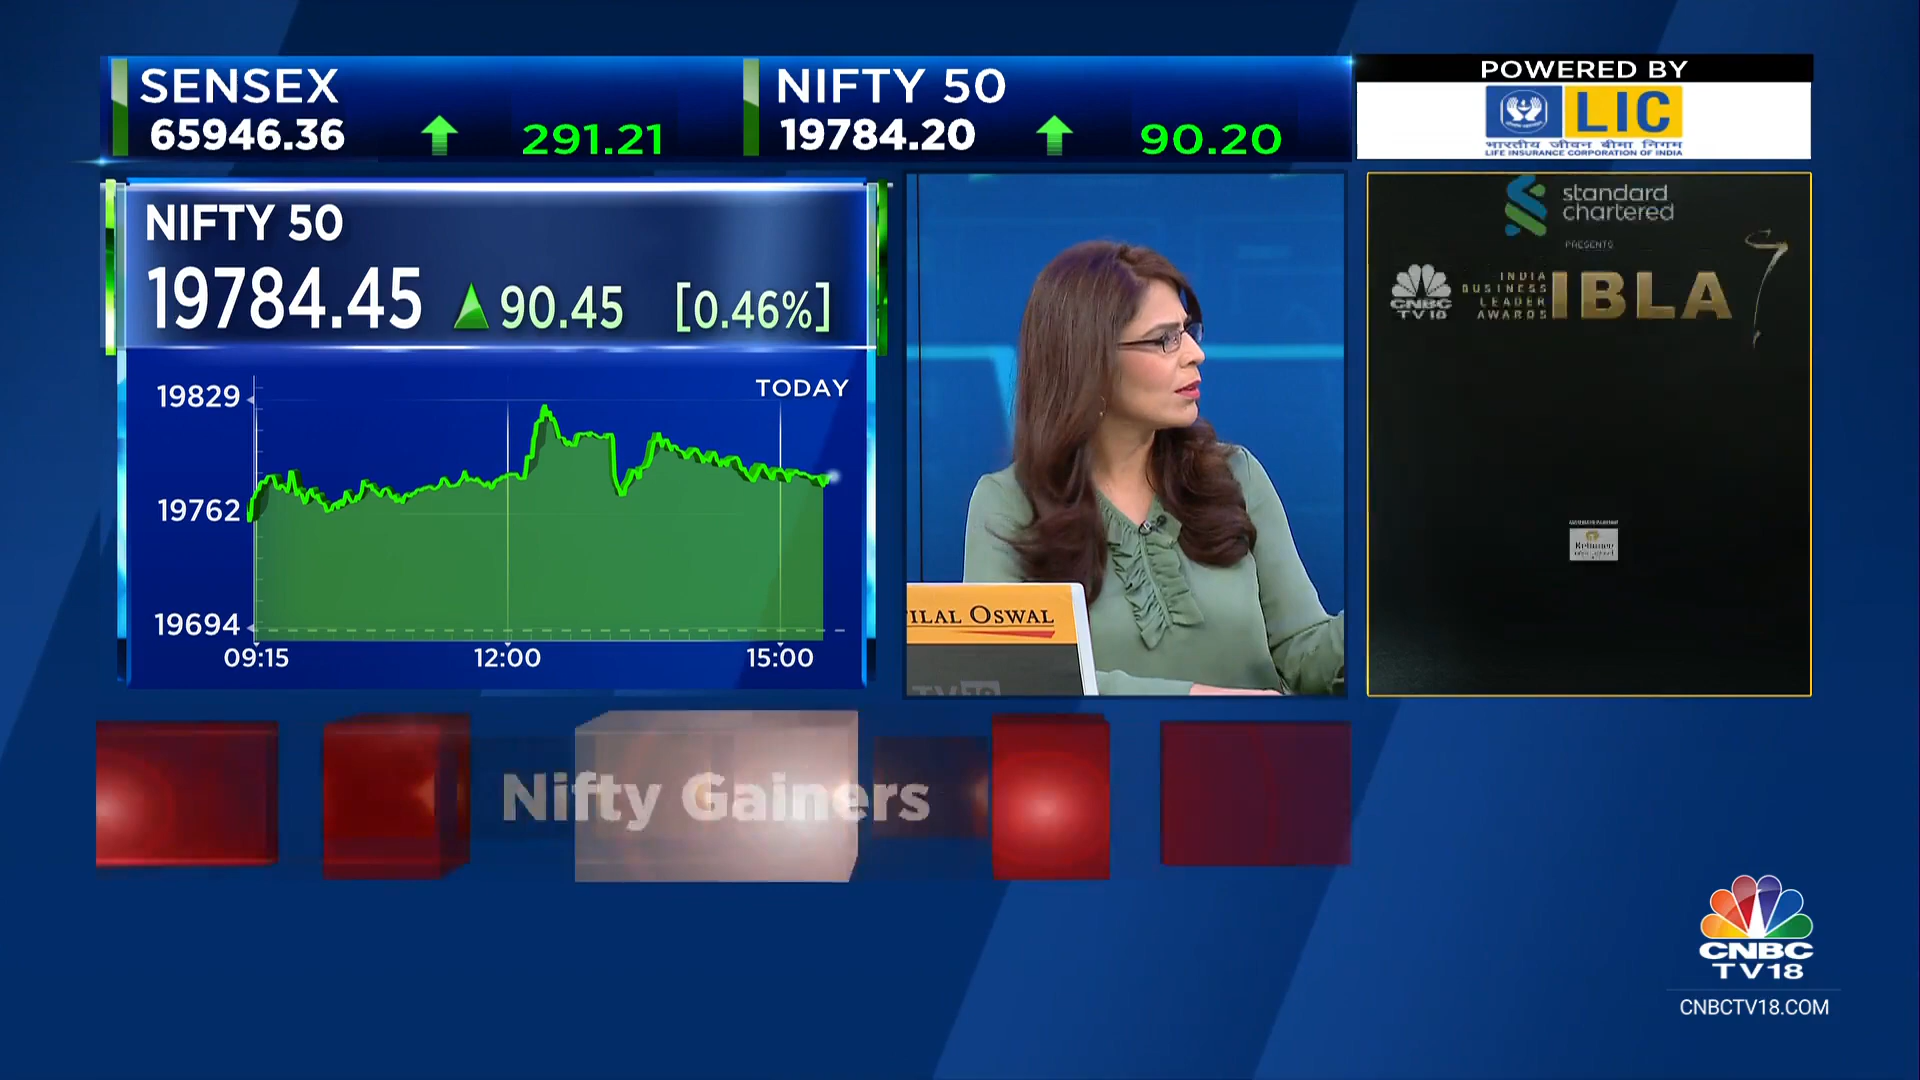 SENSEX
65946.36 291.21
NIFTY 50
19784.20 90.20
POWERED BY
LIC
भारतीय जीवन बीमा निगम
LIFE INSURANCE CORPORATION OF INDIA
NIFTY 50
19784.45 90.45 [0.46%]
TODAY
19829
19762
19694
09:15 12:00 15:00
ILAL OSWAL
TV18
standard
chartered
PRESENTS
CNBC
TV18
INDIA
BUSINESS
LEADER
AWARDS
IBLA
Reliance
Nifty Gainers
CNBC
TV18
CNBCTV18.COM